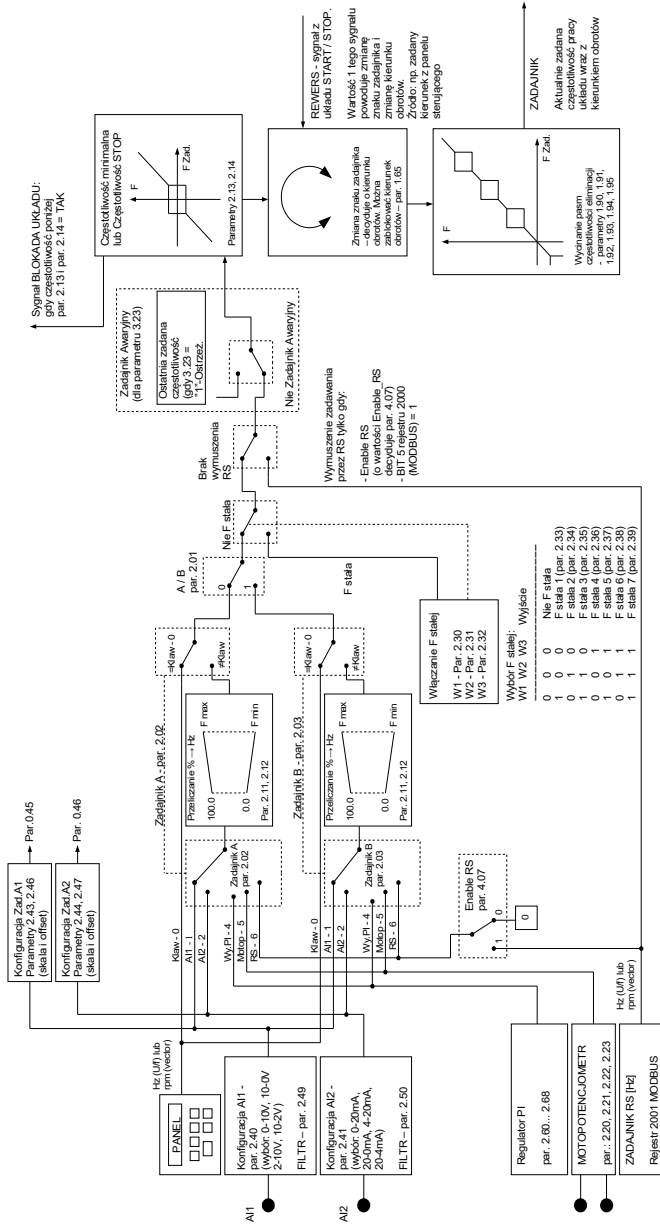 AI1
AI2
PANEL
Hz (U/f) lub
rpm (vector)
Konfiguracja AI1 -
par. 2.40
(wybór: 0-10V, 10-0V
2-10V, 10-2V)
FILTR – par. 2.49
Konfiguracja AI2 -
par. 2.41
(wybór: 0-20mA,
20-0mA, 4-20mA,
20-4mA)
FILTR – par. 2.50
Regulator PI
par. 2.60... 2.68
MOTOPOTENCJOMETR
par.: 2.20, 2.21, 2.22, 2.23
ZADAJNIK RS [Hz]
Rejestr 2001 MODBUS
Hz (U/f) lub
rpm (vector)
Konfiguracja Zad.A1
Parametry 2.43, 2.46
(skala i offset)
Par. 0.45
Konfiguracja Zad.A2
Parametry 2.44, 2.47
(skala i offset)
Par. 0.46
Klaw - 0
AI1 - 1
AI2 - 2
Wy.PI - 4
Motop - 5
RS - 6
Zadajnik A
par. 2.02
Klaw - 0
AI1 - 1
AI2 - 2
Wy.PI - 4
Motop - 5
RS - 6
Zadajnik B
par. 2.03
Enable RS
par. 4.07
1
0
0
Zadajnik A - par. 2.02
Przeliczanie % → Hz
100.0
F max
0.0
F min
Par. 2.11, 2.12
=Klaw - 0
≠Klaw
Zadajnik B - par. 2.03
Przeliczanie % → Hz
100.0
F max
0.0
F min
Par. 2.11, 2.12
=Klaw - 0
≠Klaw
A / B
par. 2.01
0
1
Nie F stała
F stała
Włączanie F stałej
W1 - Par. 2.30
W2 - Par. 2.31
W3 - Par. 2.32
Wybór F stałej:
W1 W2 W3 Wyjście
0 0 0 Nie F stała
1 0 0 F stała 1 (par. 2.33)
0 1 0 F stała 2 (par. 2.34)
1 1 0 F stała 3 (par. 2.35)
0 0 1 F stała 4 (par. 2.36)
1 0 1 F stała 5 (par. 2.37)
0 1 1 F stała 6 (par. 2.38)
1 1 1 F stała 7 (par. 2.39)
Brak
wymuszenia
RS
Wymuszenie zadawania
przez RS tylko gdy:
- Enable RS
(o wartości Enable_RS
decyduje par. 4.07)
- BIT 5 rejestru 2000
(MODBUS) = 1
Zadajnik Awaryjny
(dla parametru 3.23)
Ostatnia zadana
częstotliwość
(gdy 3.23 =
"1"-Ostrzeż.
Nie Zadajnik Awaryjny
Sygnał BLOKADA UKŁADU:
gdy częstotliwość poniżej
par. 2.13 i par. 2.14 = TAK
Częstotliwość minimalna
lub Częstotliwość STOP
F
F Zad.
Parametry 2.13, 2.14
REWERS - sygnał z
układu START / STOP.
Wartość 1 tego sygnału
powoduje zmianę
znaku zadajnika i
zmianę kierunku
obrotów.
Źródło: np. zadany
kierunek z panelu
sterującego
Zmiana znaku zadajnika
– decyduje o kierunku
obrotów. Można
zablokować kierunek
obrotów – par. 1.65
F
F Zad.
Wycinanie pasm
częstotliwości eliminacji
- parametry 1.90, 1.91,
1.92, 1.93, 1.94, 1.95
ZADAJNIK
Aktualnie zadana
częstotliwość pracy
układu wraz z
kierunkiem obrotów